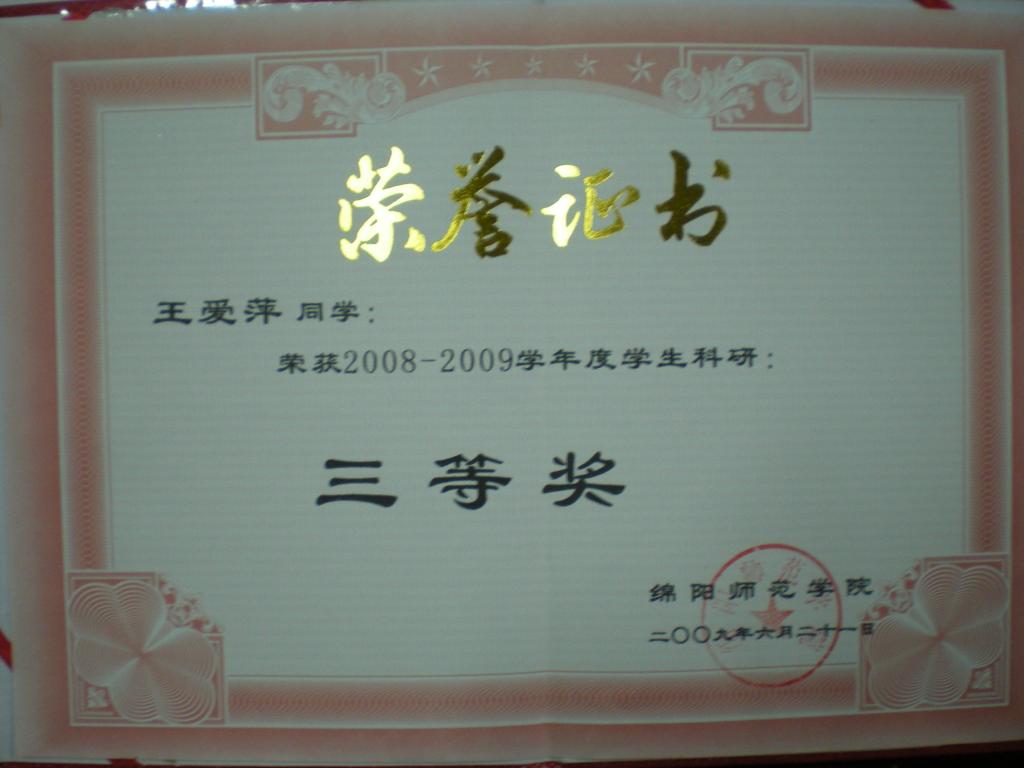 荣誉证书
王爱萍 同学：
荣获2008-2009学年度学生科研：
三等奖
绵阳师范学院
二〇〇九年六月二十一日